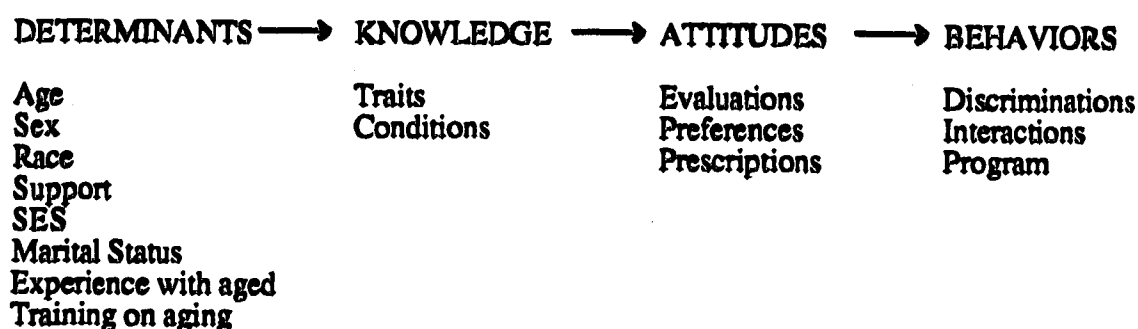 DETERMINANTS → KNOWLEDGE → ATTITUDES → BEHAVIORS
Age Traits Evaluations Discriminations
Sex Conditions Preferences Interactions
Race Prescriptions Program
Support
SES
Marital Status
Experience with aged
Training on aging